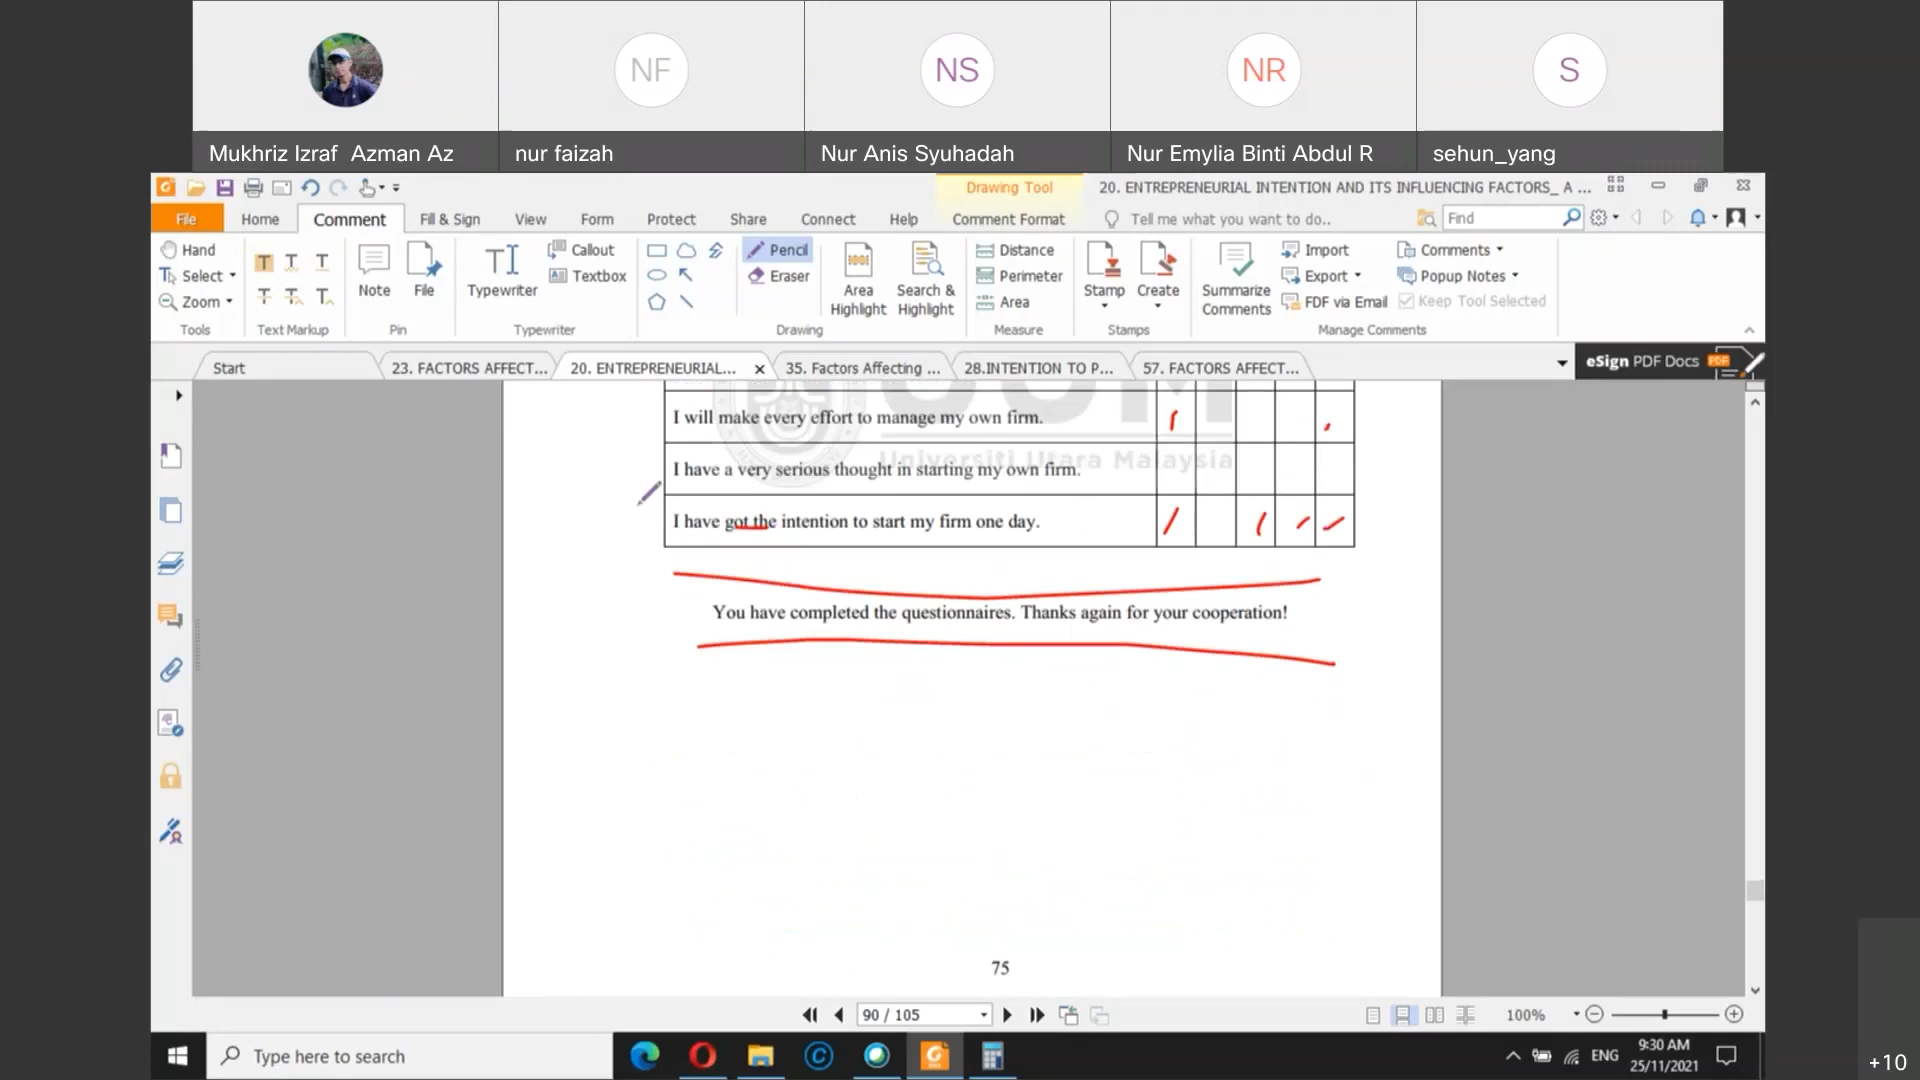 NF
NS
NR
S
Mukhriz Izraf Azman Az
nur faizah
Nur Anis Syuhadah
Nur Emylia Binti Abdul R
sehun_yang
Drawing Tool
20. ENTREPRENEURIAL INTENTION AND ITS INFLUENCING FACTORS_ A ...
File
Home
Comment
Fill & Sign
View
Form
Protect
Share
Connect
Help
Comment Format
Tell me what you want to do..
Find
Hand
Select
Zoom
Tools
Text Markup
Note
File
Pin
Typewriter
Callout
Textbox
Typewriter
Pencil
Eraser
Area Highlight
Search & Highlight
Drawing
Distance
Perimeter
Area
Measure
Stamp
Create
Stamps
Summarize Comments
Import
Export
FDF via Email
Comments
Popup Notes
Keep Tool Selected
Manage Comments
Start
23. FACTORS AFFECT...
20. ENTREPRENEURIAL...
35. Factors Affecting ...
28.INTENTION TO P...
57. FACTORS AFFECT...
eSign PDF Docs
PDF
I will make every effort to manage my own firm.
Universiti Utara Malaysia
I have a very serious thought in starting my own firm.
I have got the intention to start my firm one day.
You have completed the questionnaires. Thanks again for your cooperation!
75
90 / 105
100%
Type here to search
ENG
9:30 AM
25/11/2021
+10